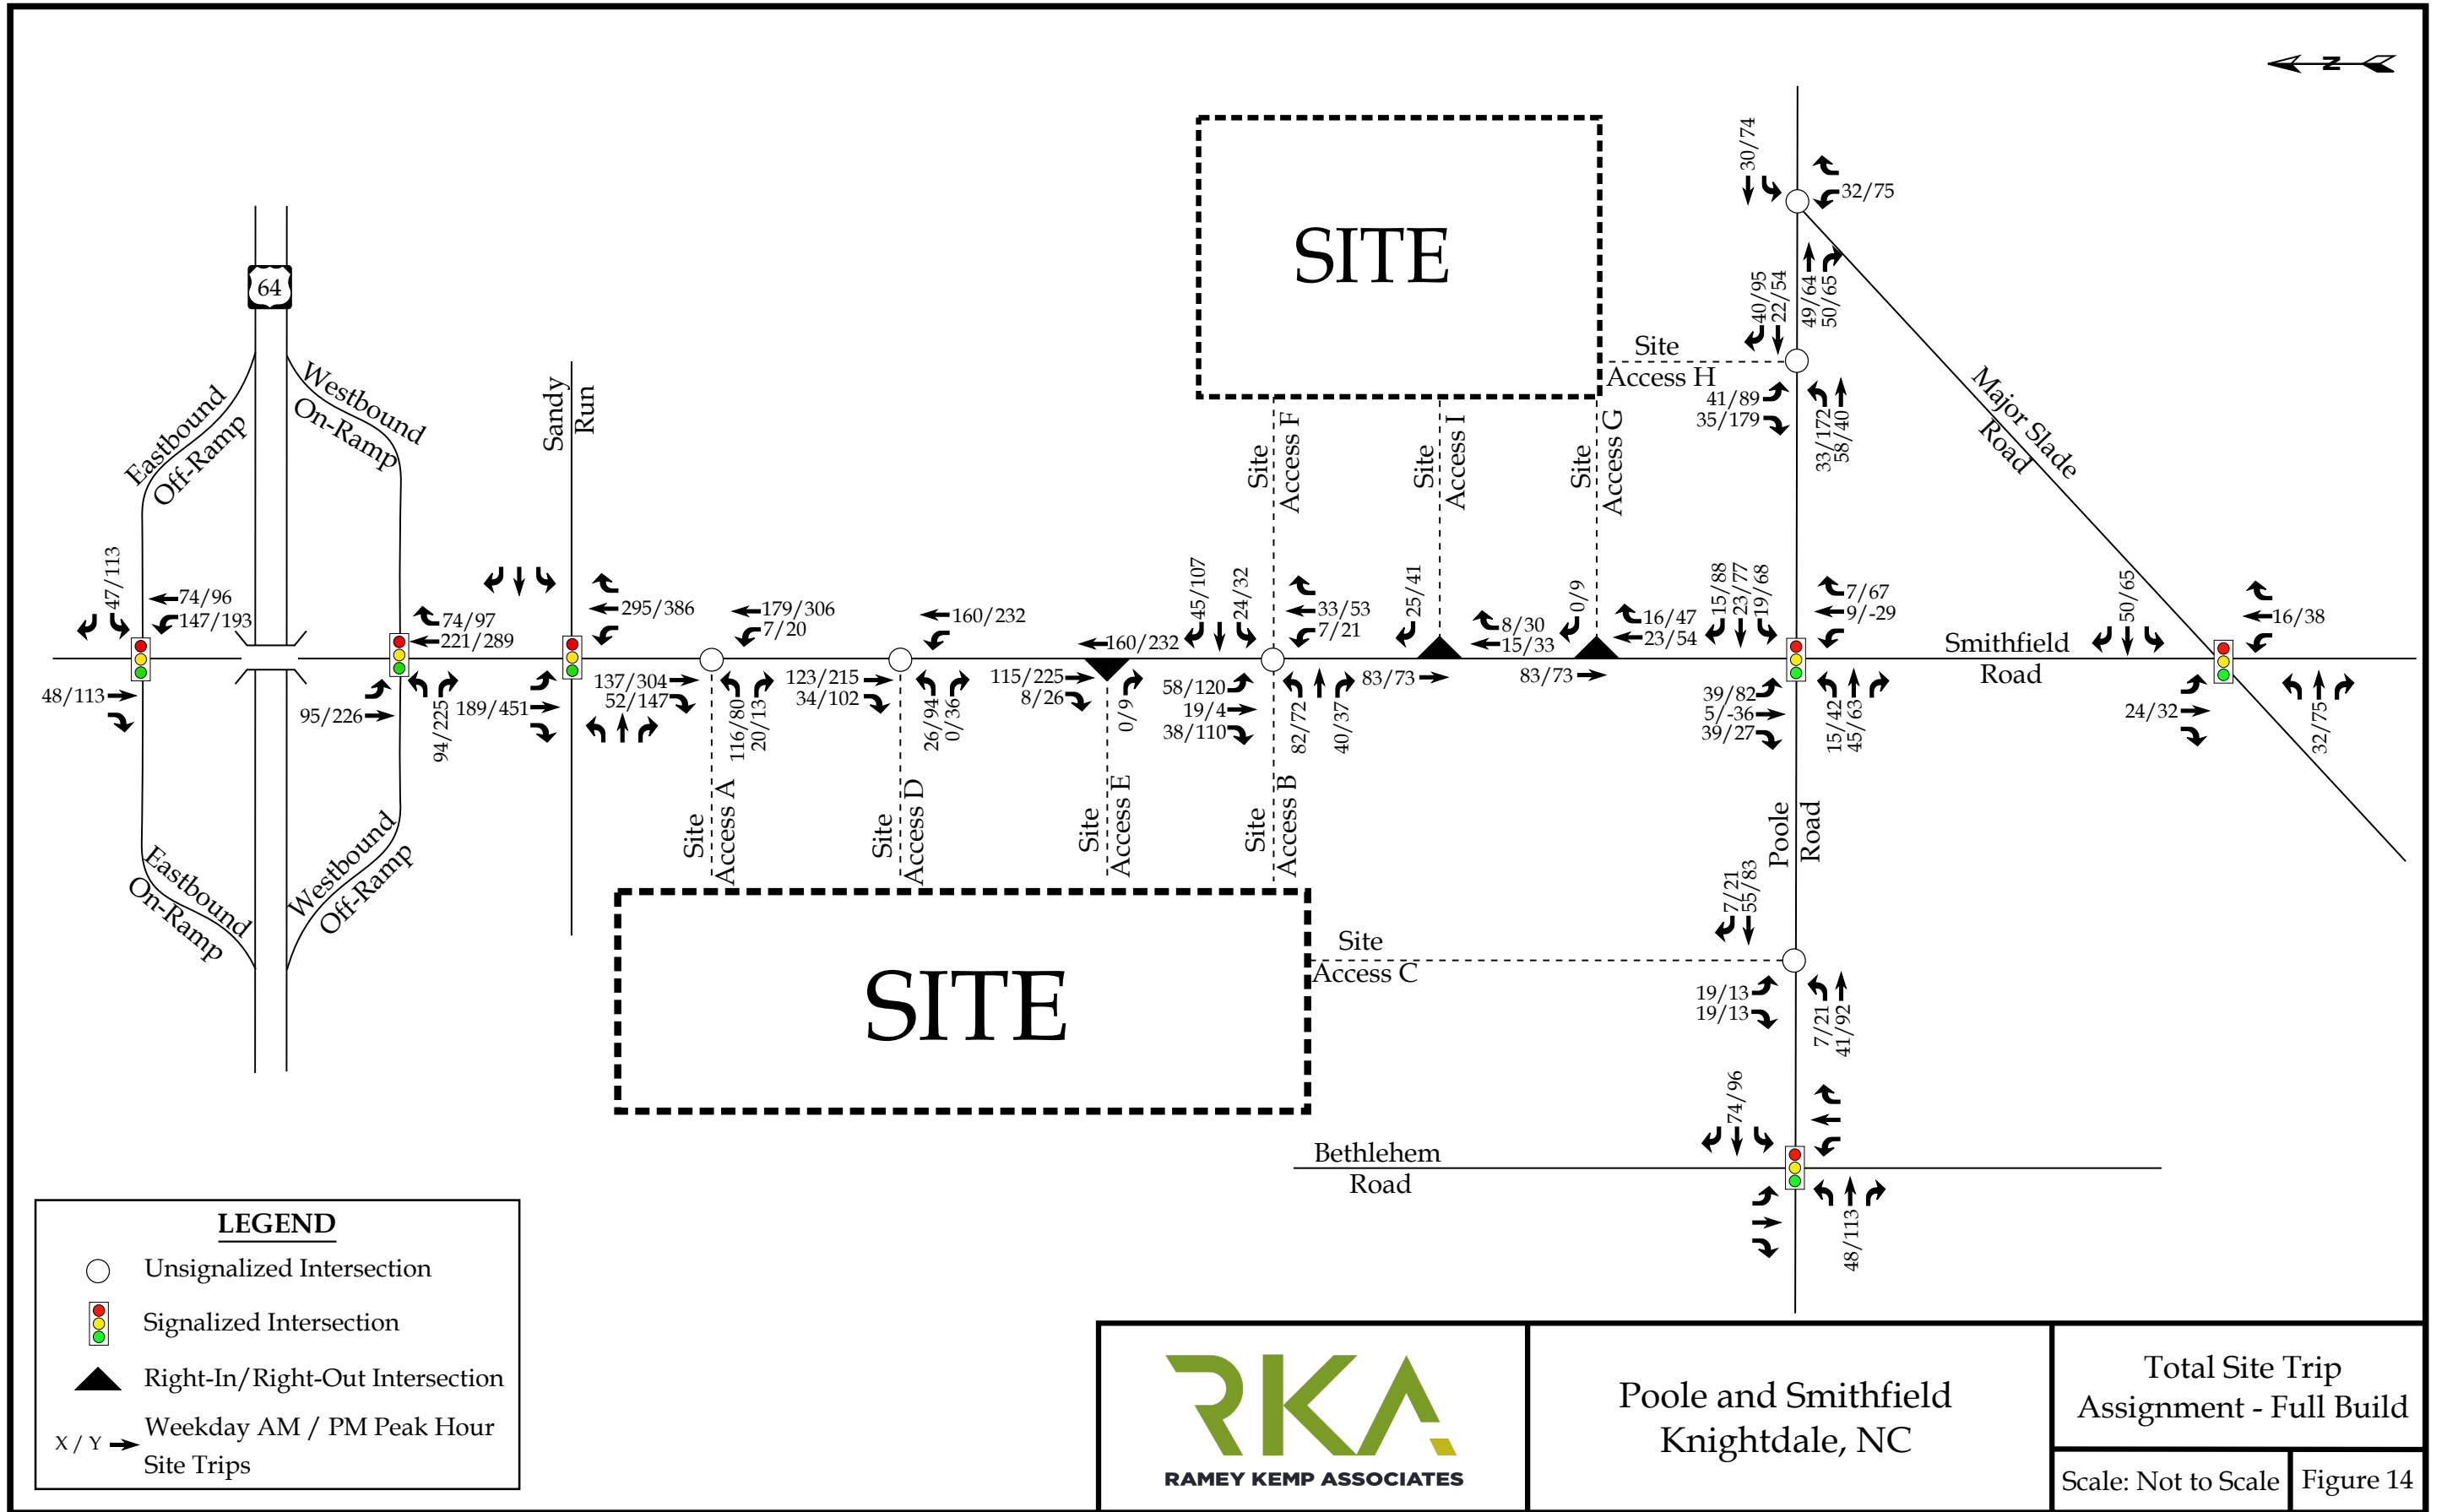 N
64
Eastbound
Off-Ramp
Westbound
On-Ramp
Eastbound
On-Ramp
Westbound
Off-Ramp
47/113
74/96
147/193
48/113
74/97
221/289
95/226
94/225
Sandy
Run
295/386
189/451
179/306
7/20
137/304
52/147
116/80
20/13
Site
Access A
160/232
123/215
34/102
26/94
0/36
Site
Access D
160/232
115/225
8/26
0/9
Site
Access E
SITE
Site
Access F
45/107
24/32
33/53
7/21
58/120
19/4
38/110
82/72
40/37
Site
Access B
Site
Access I
25/41
8/30
15/33
83/73
Site
Access G
0/9
16/47
23/54
83/73
Site
Access H
41/89
35/179
40/95
22/54
49/64
50/65
33/172
58/40
30/74
32/75
Major Slade
Road
15/88
23/77
19/68
7/67
9/-29
39/82
5/-36
39/27
15/42
45/63
Smithfield
Road
50/65
16/38
24/32
32/75
Poole
Road
SITE
Site
Access C
7/21
55/83
19/13
19/13
7/21
41/92
Bethlehem
Road
74/96
48/113
LEGEND
Unsignalized Intersection
Signalized Intersection
Right-In/Right-Out Intersection
X / Y
Weekday AM / PM Peak Hour
Site Trips
RKA
RAMEY KEMP ASSOCIATES
Poole and Smithfield
Knightdale, NC
Total Site Trip
Assignment - Full Build
Scale: Not to Scale
Figure 14